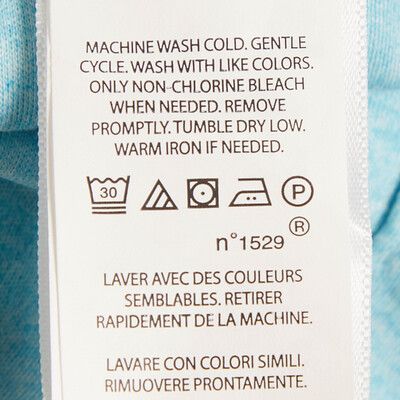 MACHINE WASH COLD. GENTLE
CYCLE. WASH WITH LIKE COLORS.
ONLY NON-CHLORINE BLEACH
WHEN NEEDED. REMOVE
PROMPTLY. TUMBLE DRY LOW.
WARM IRON IF NEEDED.
30 P
n°1529 ®
LAVER AVEC DES COULEURS
SEMBLABLES. RETIRER
RAPIDEMENT DE LA MACHINE.
LAVARE CON COLORI SIMILI.
RIMUOVERE PRONTAMENTE.